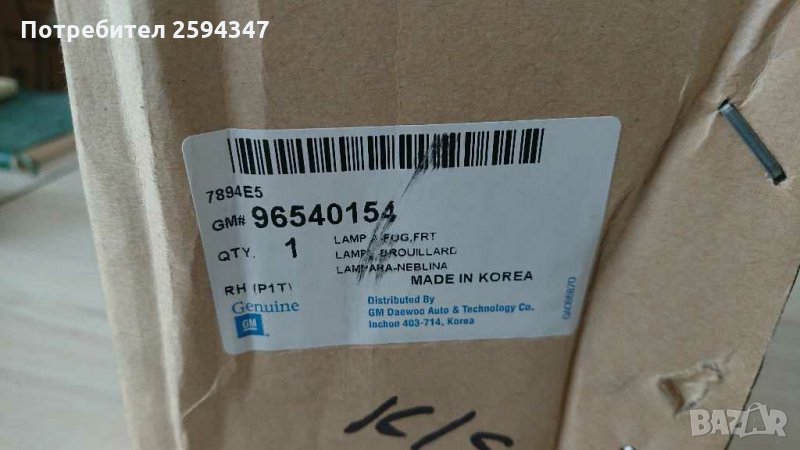 Потребител 2594347
7894E5
GM# 96540154
QTY. 1
LAMP A-FOG,FRT
LAMPE-BROUILLARD
LAMPARA-NEBLINA
RH (P1T)
MADE IN KOREA
Genuine
GM
Distributed By
GM Daewoo Auto & Technology Co.
Inchon 403-714, Korea
BAZAR